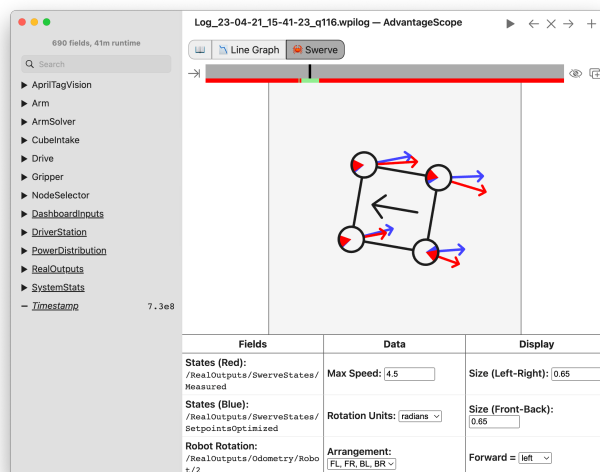 Log_23-04-21_15-41-23_q116.wpilog — AdvantageScope
690 fields, 41m runtime
Search
Line Graph
Swerve
AprilTagVision
Arm
ArmSolver
CubeIntake
Drive
Gripper
NodeSelector
DashboardInputs
DriverStation
PowerDistribution
RealOutputs
SystemStats
Timestamp 7.3e8
Fields Data Display
States (Red):
/RealOutputs/SwerveStates/
Measured
Max Speed: 4.5
Size (Left-Right): 0.65
States (Blue):
/RealOutputs/SwerveStates/
SetpointsOptimized
Rotation Units: radians
Size (Front-Back):
0.65
Robot Rotation:
/RealOutputs/Odometry/Robo
t/2
Arrangement:
FL, FR, BL, BR
Forward = left